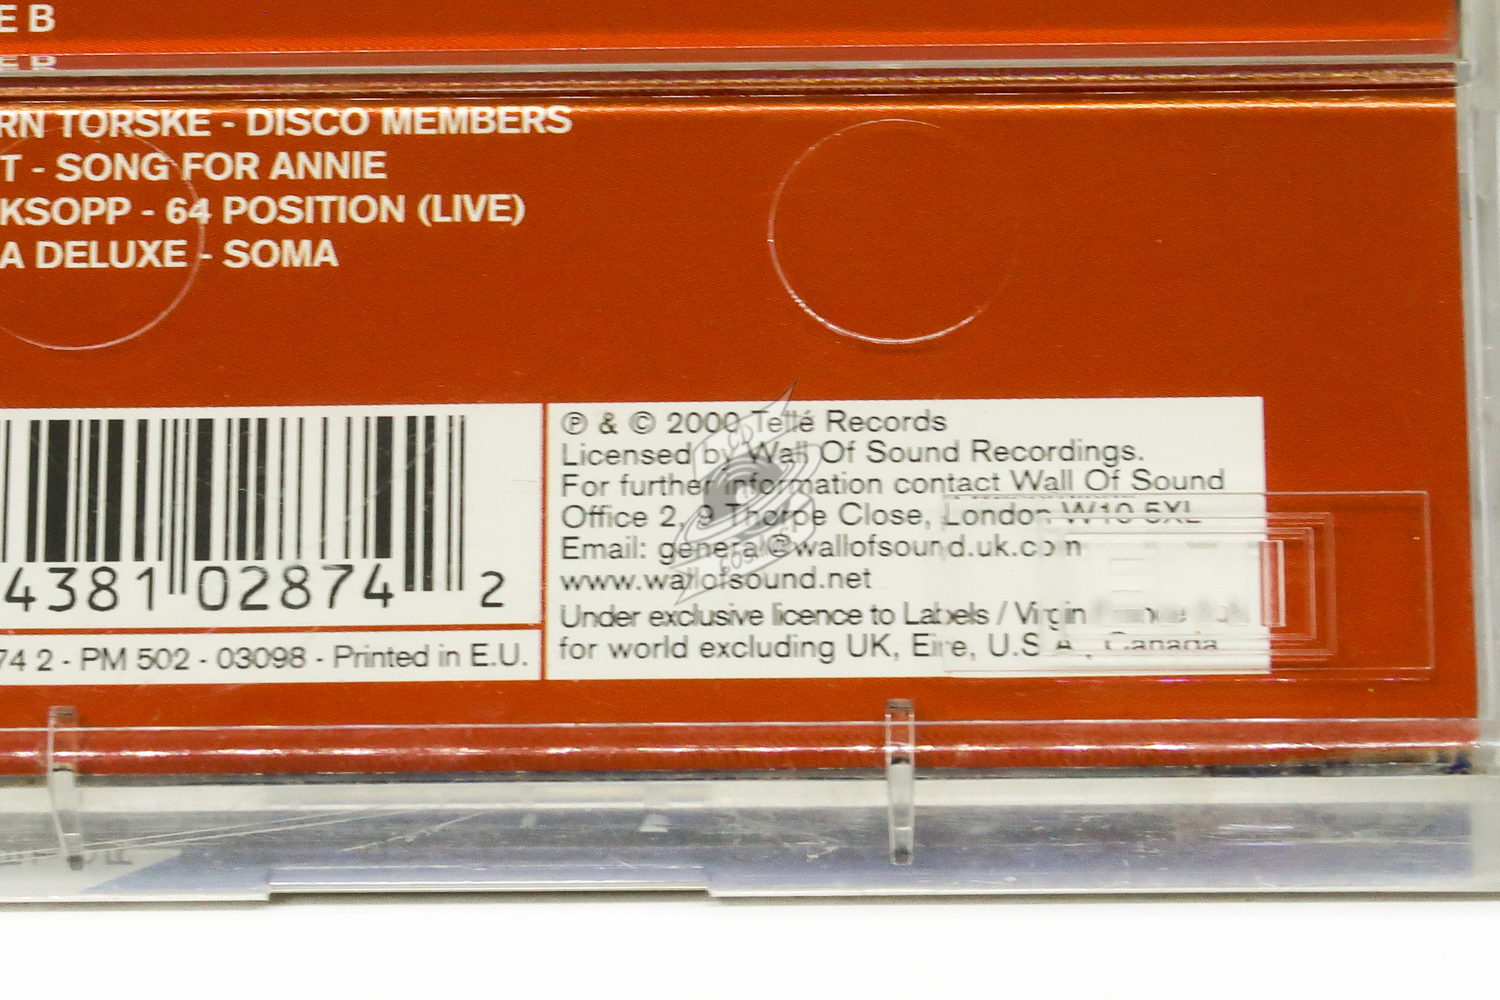 E B
RN TORSKE - DISCO MEMBERS
T - SONG FOR ANNIE
KSOPP - 64 POSITION (LIVE)
A DELUXE - SOMA
4381 02874 2
74 2 - PM 502 - 03098 - Printed in E.U.
℗ & © 2000 Tellé Records
Licensed by Wall Of Sound Recordings.
For further information contact Wall Of Sound
Office 2, 9 Thorpe Close, London W10 5XL
Email: general@wallofsound.uk.com
www.wallofsound.net
Under exclusive licence to Labels / Virgin
for world excluding UK, Eire, U.S.A., Canada